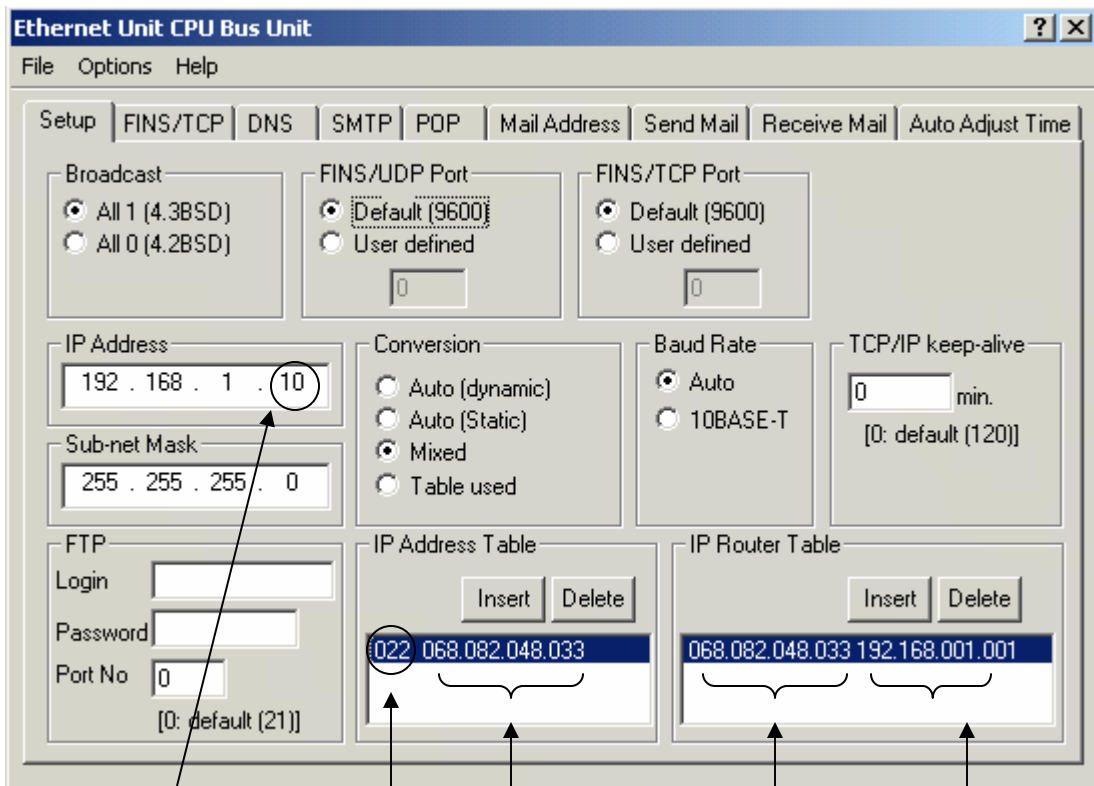 Ethernet Unit CPU Bus Unit
File Options Help
Setup FINS/TCP DNS SMTP POP Mail Address Send Mail Receive Mail Auto Adjust Time
Broadcast
All 1 (4.3BSD)
All 0 (4.2BSD)
FINS/UDP Port
Default (9600)
User defined
0
FINS/TCP Port
Default (9600)
User defined
0
IP Address
192 . 168 . 1 . 10
Sub-net Mask
255 . 255 . 255 . 0
Conversion
Auto (dynamic)
Auto (Static)
Mixed
Table used
Baud Rate
Auto
10BASE-T
TCP/IP keep-alive
0 min.
[0: default (120)]
FTP
Login
Password
Port No 0
[0: default (21)]
IP Address Table
Insert Delete
022 068.082.048.033
IP Router Table
Insert Delete
068.082.048.033 192.168.001.001